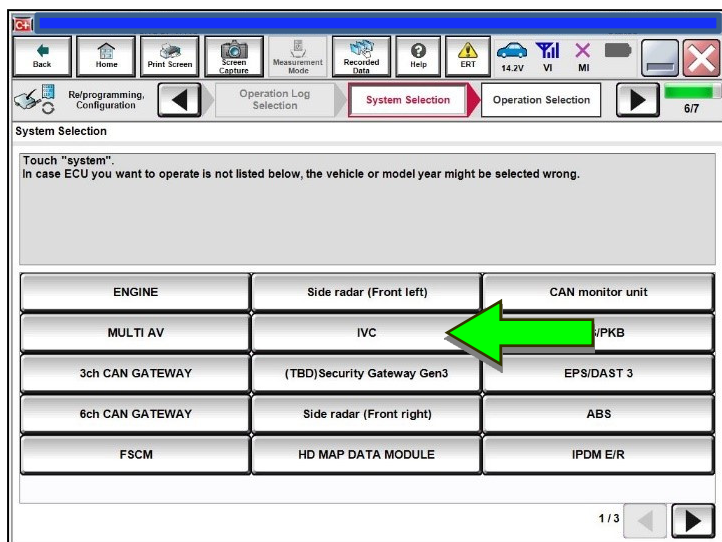 C+
Back
Home
Print Screen
Screen
Capture
Measurement
Mode
Recorded
Data
Help
ERT
14.2V
VI
MI
Re/programming,
Configuration
Operation Log
Selection
System Selection
Operation Selection
6/7
System Selection
Touch "system".
In case ECU you want to operate is not listed below, the vehicle or model year might be selected wrong.
ENGINE
Side radar (Front left)
CAN monitor unit
MULTI AV
IVC
/PKB
3ch CAN GATEWAY
(TBD)Security Gateway Gen3
EPS/DAST 3
6ch CAN GATEWAY
Side radar (Front right)
ABS
FSCM
HD MAP DATA MODULE
IPDM E/R
1 / 3